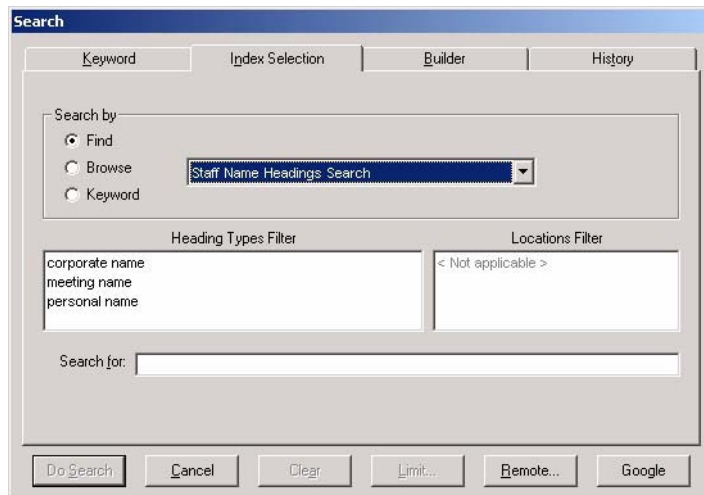 Search
Keyword
Index Selection
Builder
History
Search by
Find
Browse
Staff Name Headings Search
Keyword
Heading Types Filter
Locations Filter
corporate name
< Not applicable >
meeting name
personal name
Search for:
Do Search
Cancel
Clear
Limit...
Remote...
Google